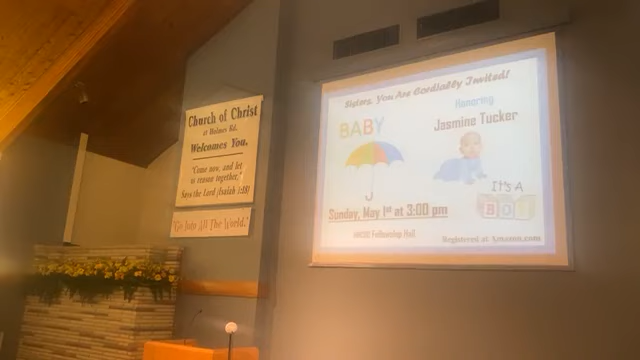 Church of Christ
at Holmes Rd.
Welcomes You.
"Come now, and let
us reason together,"
Says the Lord (Isaiah 1:18)
"Go Into All The World."
Sisters, You Are Cordially Invited!
Honoring
Jasmine Tucker
BABY
IT'S A
BOY
Sunday, May 1st at 3:00 pm
Fellowship Hall
Registered at Amazon.com